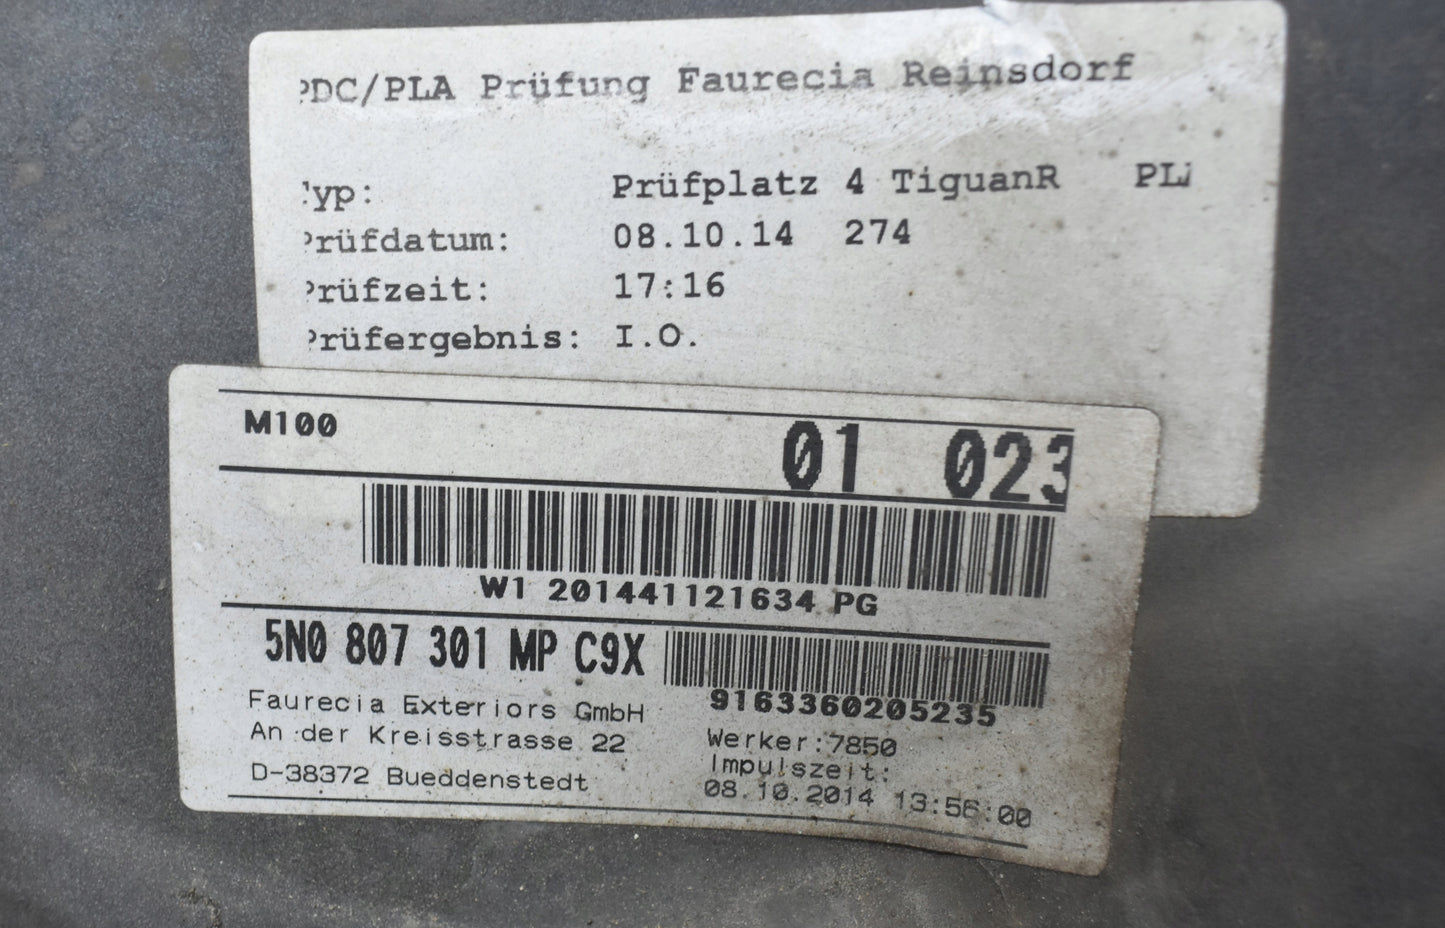 PDC/PLA Prüfung Faurecia Reinsdorf
Typ: Prüfplatz 4 TiguanR PL
Prüfdatum: 08.10.14 274
Prüfzeit: 17:16
Prüfergebnis: I.O.
M100 01 023
W1 201441121634 PG
5N0 807 301 MP C9X
9163360205235
Faurecia Exteriors GmbH
An der Kreisstrasse 22
D-38372 Bueddenstedt
Werker:7850
Impulszeit:
08.10.2014 13:56:00